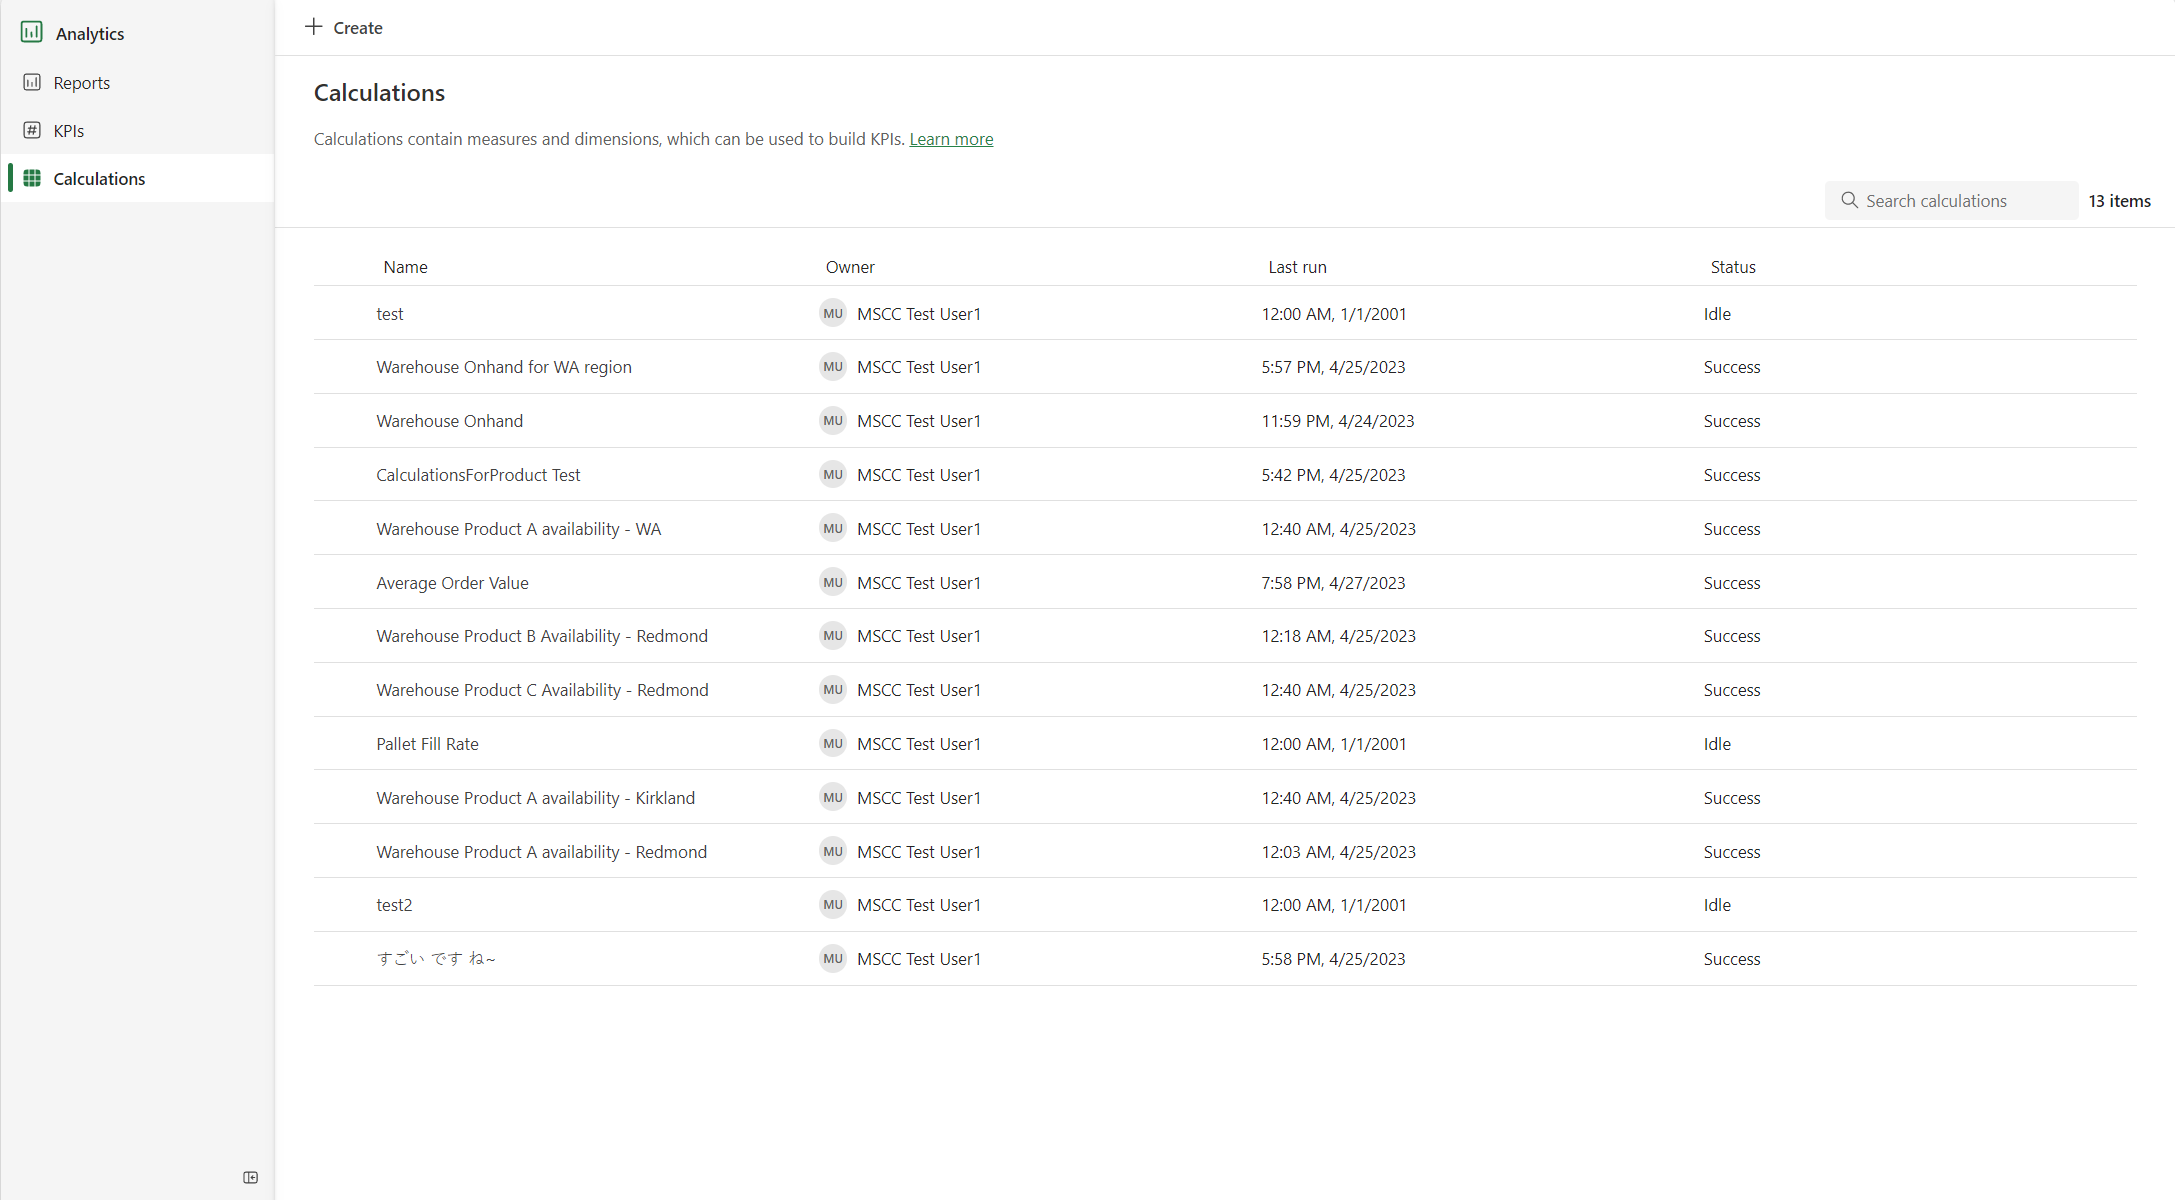 Analytics
Reports
KPIs
Calculations
Create
Calculations
Calculations contain measures and dimensions, which can be used to build KPIs. Learn more
Search calculations 13 items
Name Owner Last run Status
test MU MSCC Test User1 12:00 AM, 1/1/2001 Idle
Warehouse Onhand for WA region MU MSCC Test User1 5:57 PM, 4/25/2023 Success
Warehouse Onhand MU MSCC Test User1 11:59 PM, 4/24/2023 Success
CalculationsForProduct Test MU MSCC Test User1 5:42 PM, 4/25/2023 Success
Warehouse Product A availability - WA MU MSCC Test User1 12:40 AM, 4/25/2023 Success
Average Order Value MU MSCC Test User1 7:58 PM, 4/27/2023 Success
Warehouse Product B Availability - Redmond MU MSCC Test User1 12:18 AM, 4/25/2023 Success
Warehouse Product C Availability - Redmond MU MSCC Test User1 12:40 AM, 4/25/2023 Success
Pallet Fill Rate MU MSCC Test User1 12:00 AM, 1/1/2001 Idle
Warehouse Product A availability - Kirkland MU MSCC Test User1 12:40 AM, 4/25/2023 Success
Warehouse Product A availability - Redmond MU MSCC Test User1 12:03 AM, 4/25/2023 Success
test2 MU MSCC Test User1 12:00 AM, 1/1/2001 Idle
すごい です ね~ MU MSCC Test User1 5:58 PM, 4/25/2023 Success